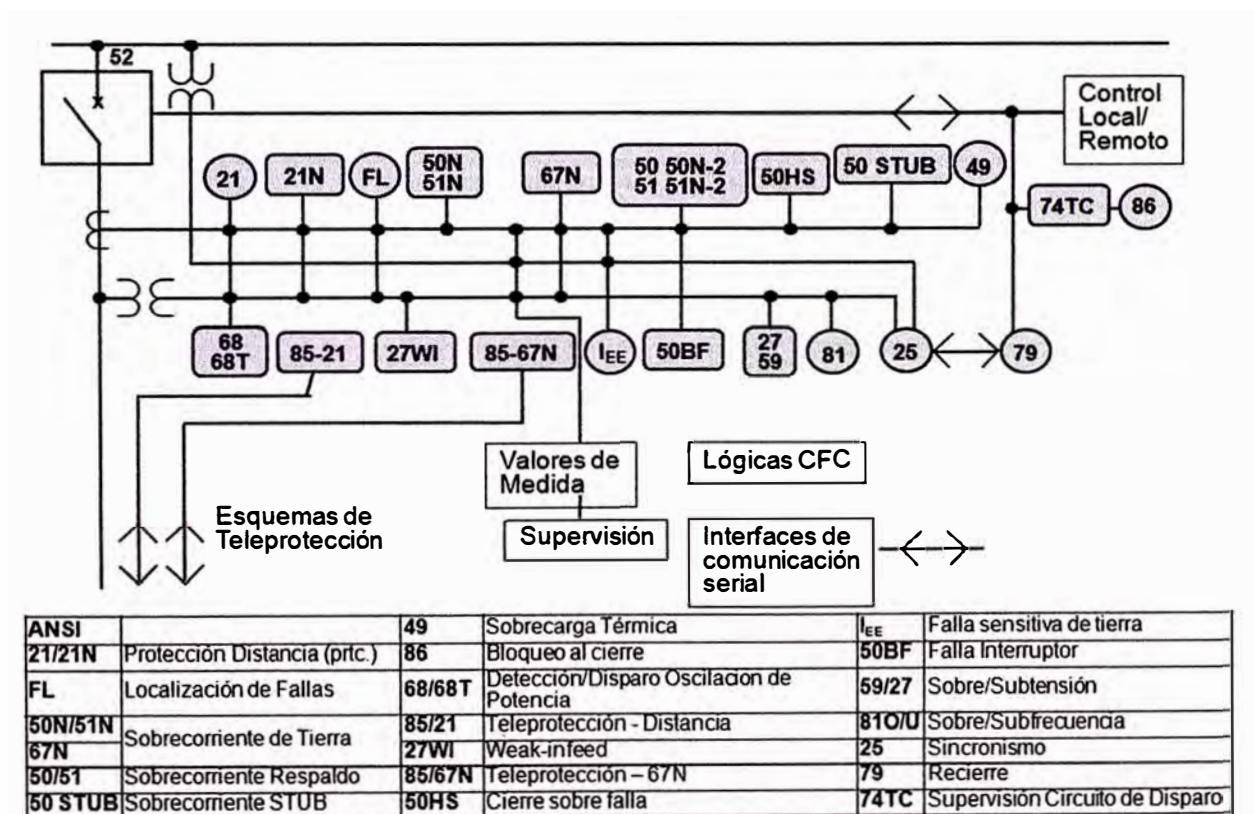 52
Control
Local/
Remoto
21
21N
FL
50N
51N
67N
50 50N-2
51 51N-2
50HS
50 STUB
49
74TC
86
68
68T
85-21
27WI
85-67N
IEE
50BF
27
59
81
25
79
Valores de
Medida
Lógicas CFC
Esquemas de
Teleprotección
Supervisión
Interfaces de
comunicación
serial
ANSI 49 Sobrecarga Térmica IEE Falla sensitiva de tierra
21/21N Protección Distancia (prtc.) 86 Bloqueo al cierre 50BF Falla Interruptor
FL Localización de Fallas 68/68T Detección/Disparo Oscilación de Potencia 59/27 Sobre/Subtensión
50N/51N Sobrecorriente de Tierra 85/21 Teleprotección - Distancia 81O/U Sobre/Subfrecuencia
67N 27WI Weak-infeed 25 Sincronismo
50/51 Sobrecorriente Respaldo 85/67N Teleprotección – 67N 79 Recierre
50 STUB Sobrecorriente STUB 50HS Cierre sobre falla 74TC Supervisión Circuito de Disparo